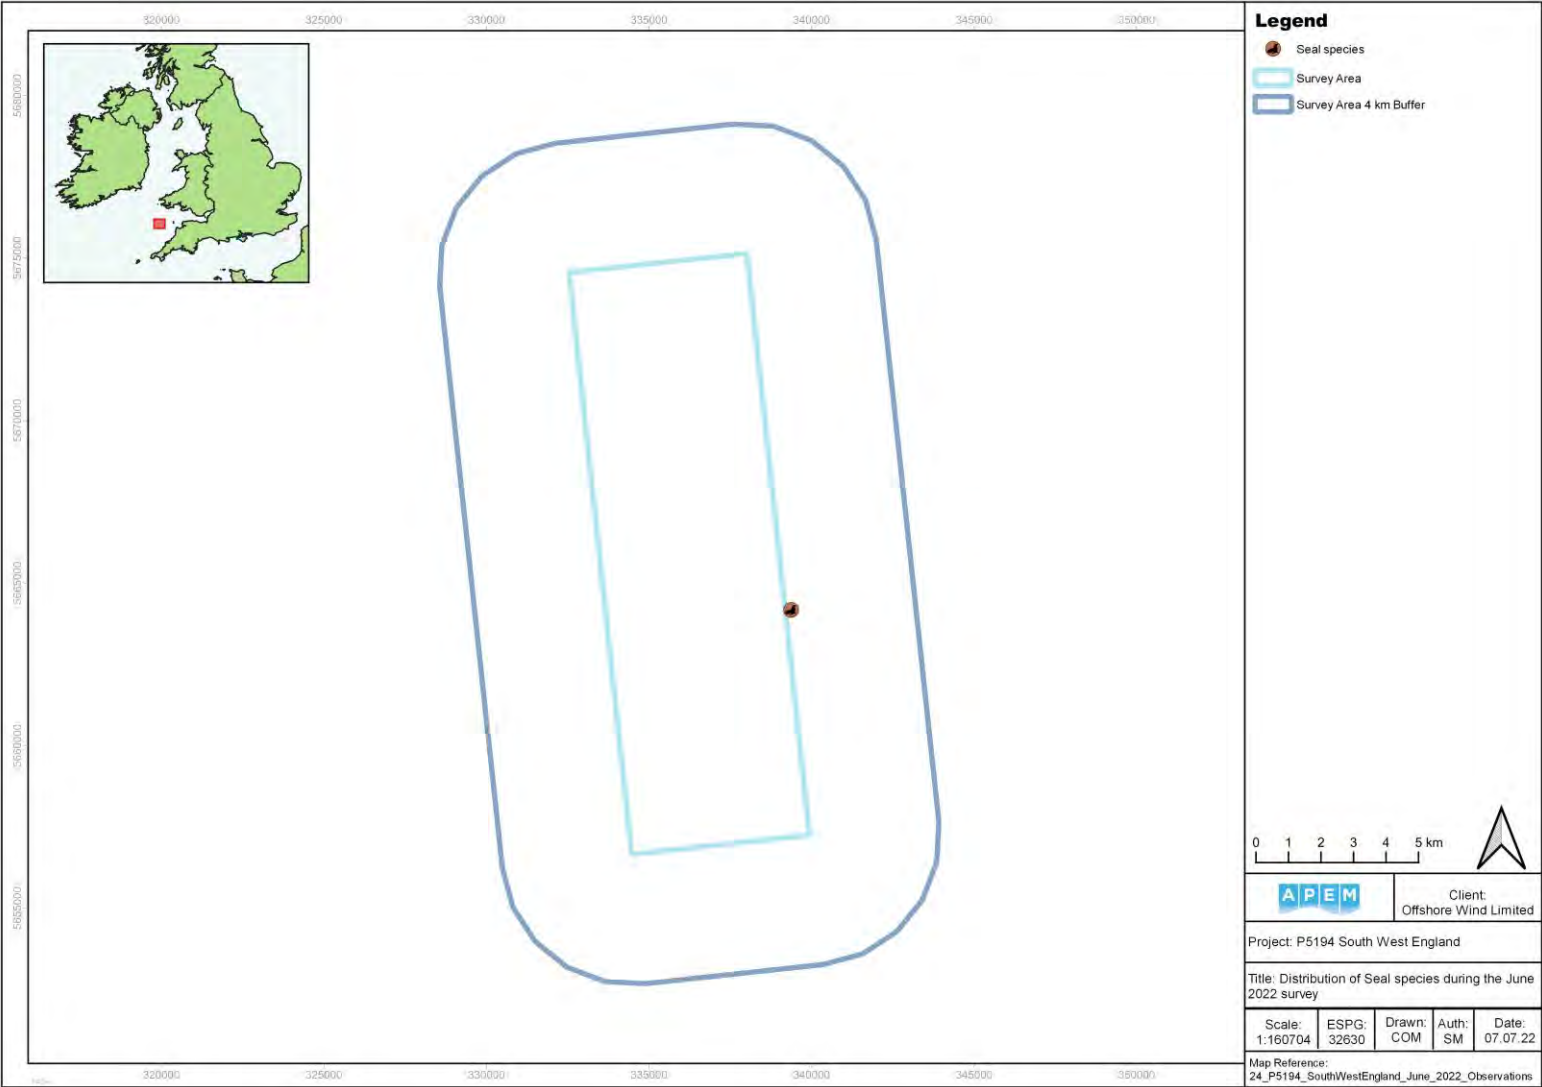 320000 325000 330000 335000 340000 345000 350000
5680000
5675000
5670000
5665000
5660000
5655000
320000 325000 330000 335000 340000 345000 350000
Legend
Seal species
Survey Area
Survey Area 4 km Buffer
0 1 2 3 4 5 km
APEM
Client:
Offshore Wind Limited
Project: P5194 South West England
Title: Distribution of Seal species during the June
2022 survey
Scale:
1:160704
ESPG:
32630
Drawn:
COM
Auth:
SM
Date:
07.07.22
Map Reference:
24_P5194_SouthWestEngland_June_2022_Observations